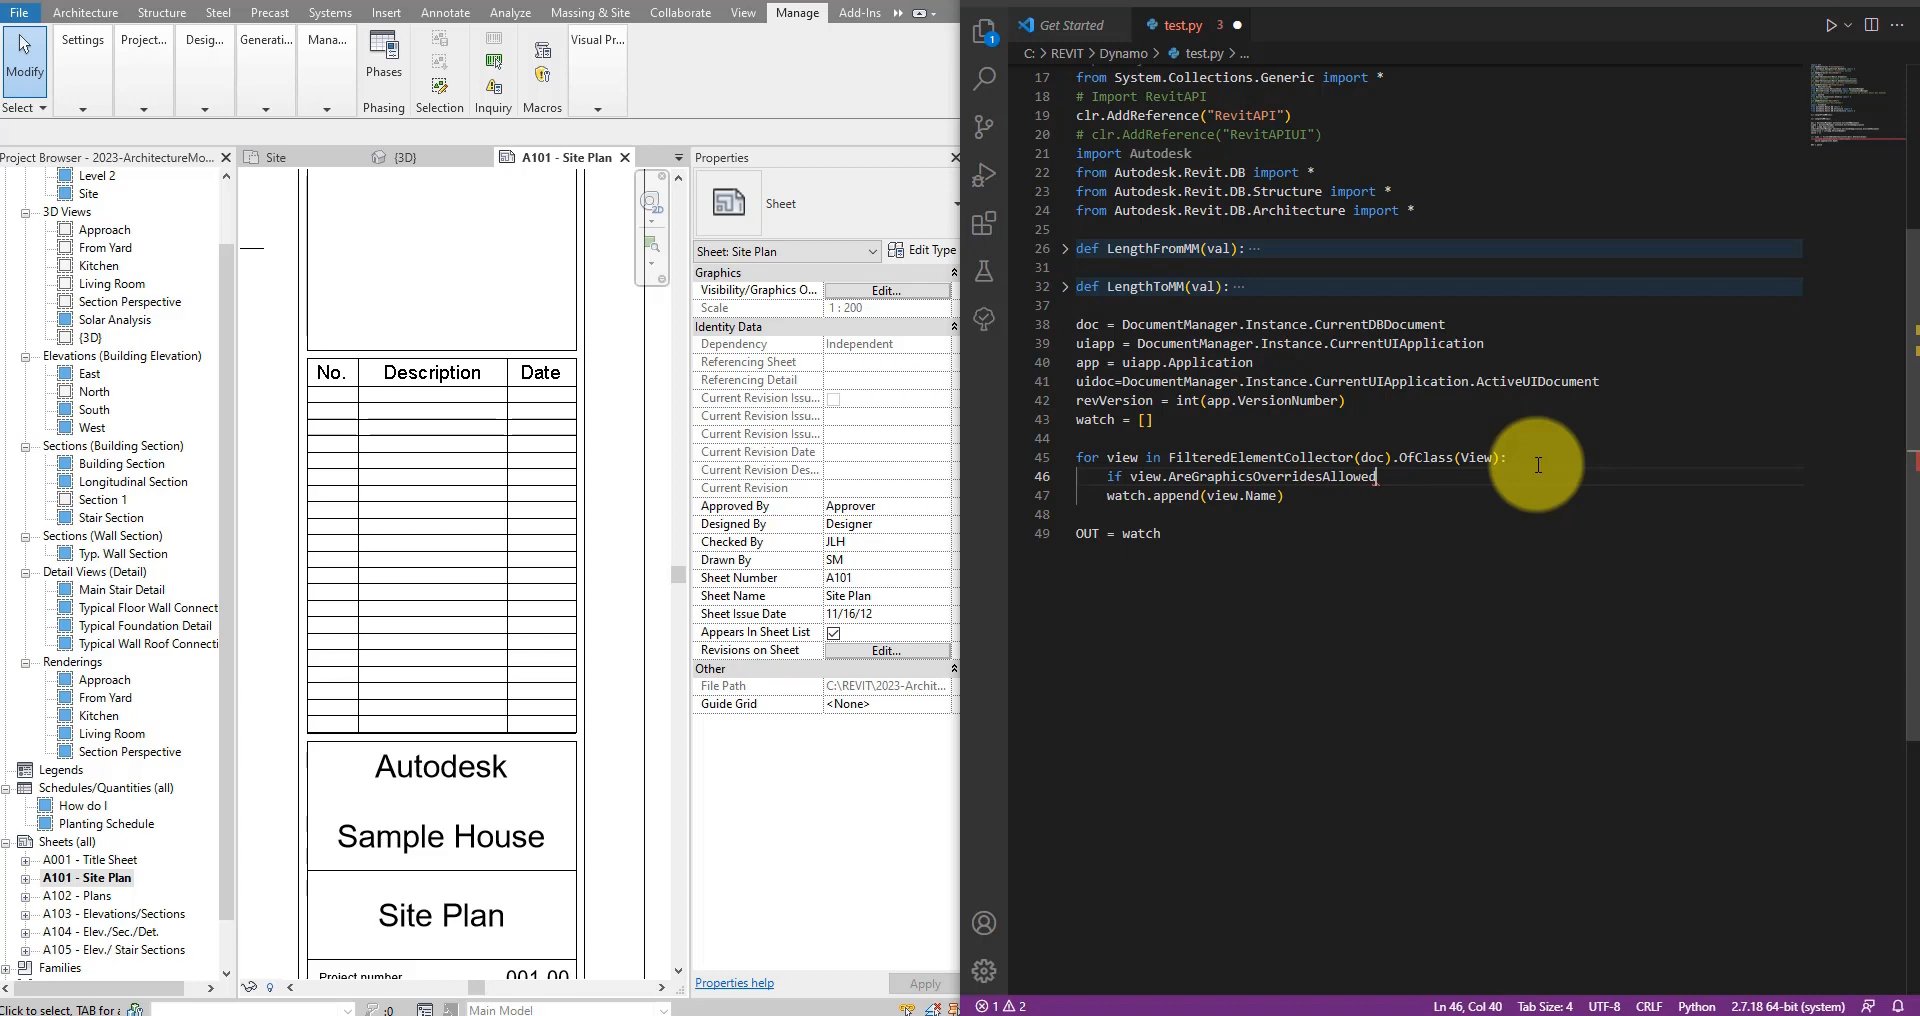 File Architecture Structure Steel Precast Systems Insert Annotate Analyze Massing & Site Collaborate View Manage Add-Ins
Modify
Select
Settings
Project...
Desig...
Generati...
Mana...
Phases
Phasing
Selection
Inquiry
Macros
Visual Pr...
Project Browser - 2023-ArchitectureMo...
Level 2
Site
3D Views
Approach
From Yard
Kitchen
Living Room
Section Perspective
Solar Analysis
{3D}
Elevations (Building Elevation)
East
North
South
West
Sections (Building Section)
Building Section
Longitudinal Section
Section 1
Stair Section
Sections (Wall Section)
Typ. Wall Section
Detail Views (Detail)
Main Stair Detail
Typical Floor Wall Connect
Typical Foundation Detail
Typical Wall Roof Connecti
Renderings
Approach
From Yard
Kitchen
Living Room
Section Perspective
Legends
Schedules/Quantities (all)
How do I
Planting Schedule
Sheets (all)
A001 - Title Sheet
A101 - Site Plan
A102 - Plans
A103 - Elevations/Sections
A104 - Elev./Sec./Det.
A105 - Elev./ Stair Sections
Families
Site
{3D}
A101 - Site Plan
2D
No. Description Date
Autodesk
Sample House
Site Plan
Project number 001.00
Properties
Sheet
Sheet: Site Plan
Edit Type
Graphics
Visibility/Graphics O... Edit...
Scale 1 : 200
Identity Data
Dependency Independent
Referencing Sheet
Referencing Detail
Current Revision Issu...
Current Revision Issu...
Current Revision Issu...
Current Revision Date
Current Revision Des...
Current Revision
Approved By Approver
Designed By Designer
Checked By JLH
Drawn By SM
Sheet Number A101
Sheet Name Site Plan
Sheet Issue Date 11/16/12
Appears In Sheet List
Revisions on Sheet Edit...
Other
File Path C:\REVIT\2023-Archit...
Guide Grid <None>
Properties help
Apply
Click to select, TAB for a
:0
Main Model
1
Get Started
test.py 3
C: > REVIT > Dynamo > test.py > ...
17 from System.Collections.Generic import *
18 # Import RevitAPI
19 clr.AddReference("RevitAPI")
20 # clr.AddReference("RevitAPIUI")
21 import Autodesk
22 from Autodesk.Revit.DB import *
23 from Autodesk.Revit.DB.Structure import *
24 from Autodesk.Revit.DB.Architecture import *
25
26 def LengthFromMM(val): ...
31
32 def LengthToMM(val): ...
37
38 doc = DocumentManager.Instance.CurrentDBDocument
39 uiapp = DocumentManager.Instance.CurrentUIApplication
40 app = uiapp.Application
41 uidoc=DocumentManager.Instance.CurrentUIApplication.ActiveUIDocument
42 revVersion = int(app.VersionNumber)
43 watch = []
44
45 for view in FilteredElementCollector(doc).OfClass(View):
46 if view.AreGraphicsOverridesAllowed
47 watch.append(view.Name)
48
49 OUT = watch
1 2
Ln 46, Col 40 Tab Size: 4 UTF-8 CRLF Python 2.7.18 64-bit (system)